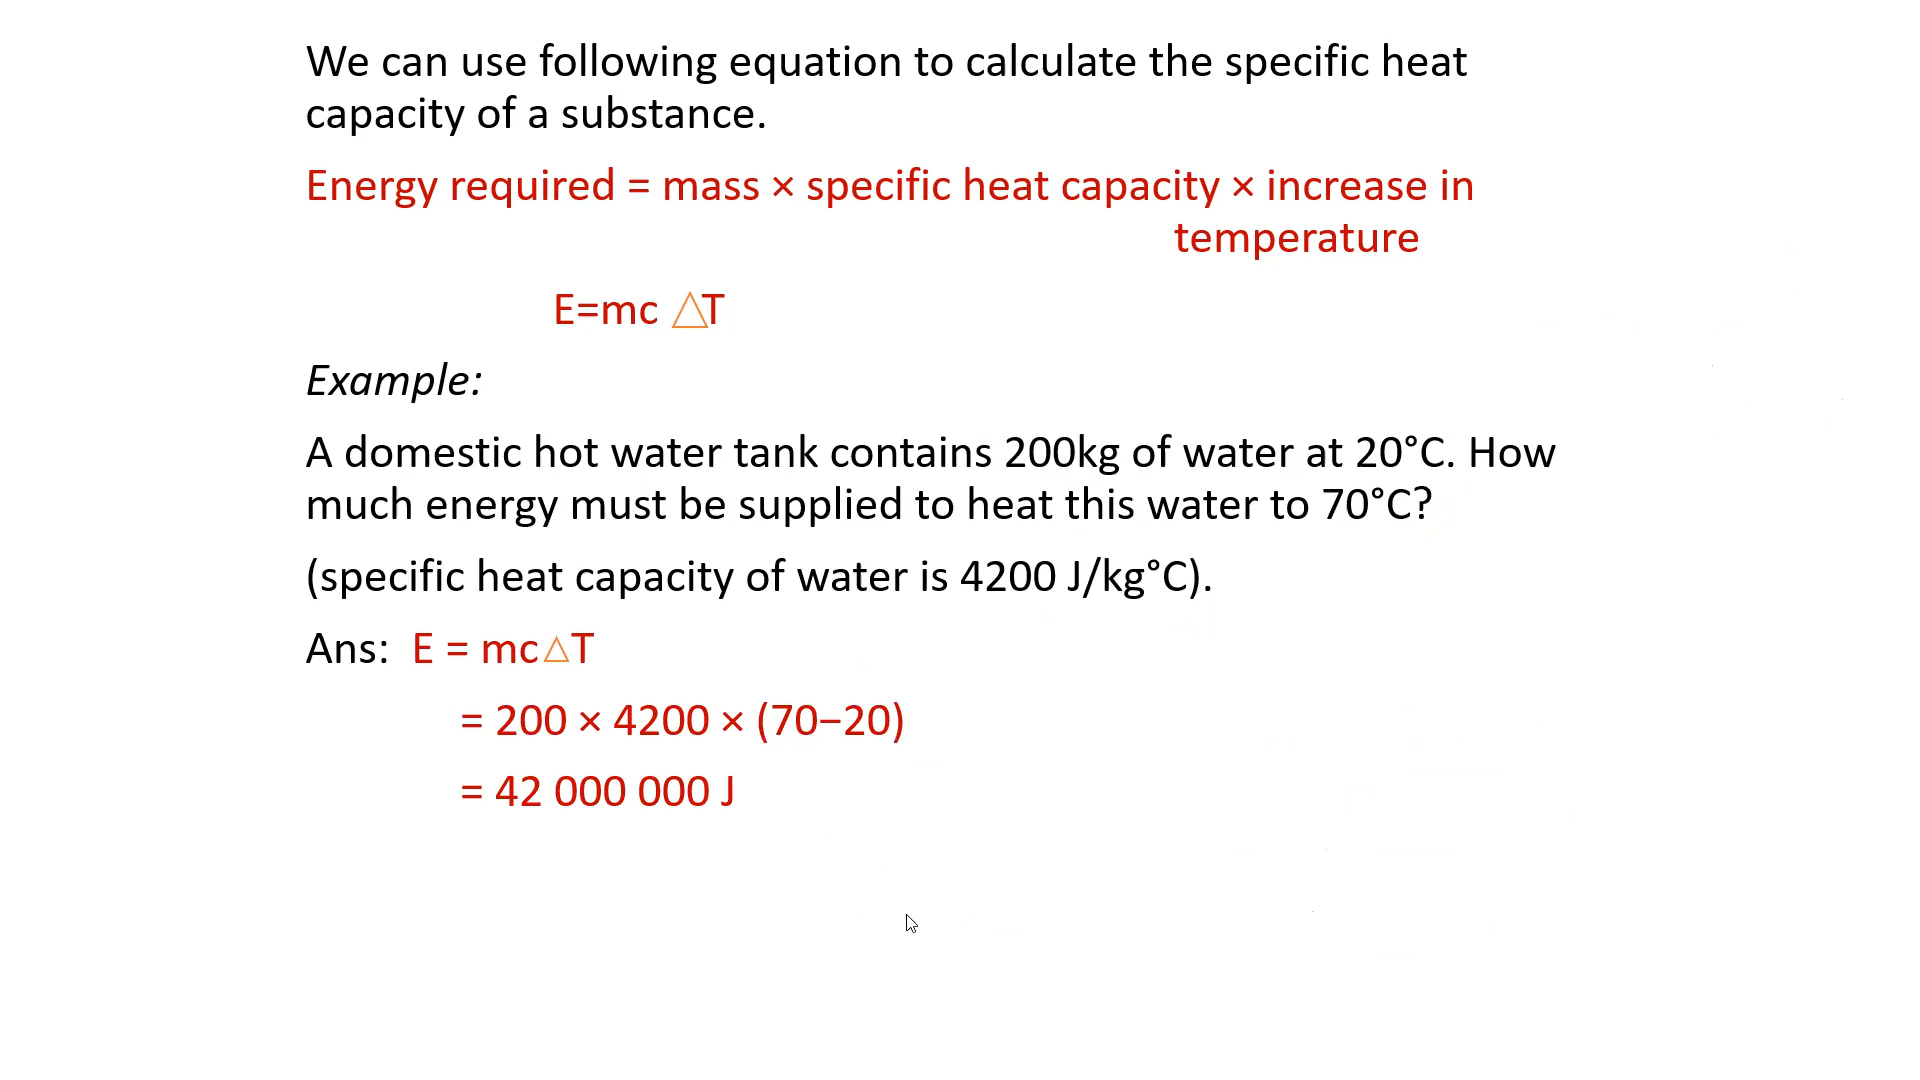 We can use following equation to calculate the specific heat
capacity of a substance.
Energy required = mass × specific heat capacity × increase in
temperature
E=mc △T
Example:
A domestic hot water tank contains 200kg of water at 20°C. How
much energy must be supplied to heat this water to 70°C?
(specific heat capacity of water is 4200 J/kg°C).
Ans: E = mc△T
= 200 × 4200 × (70−20)
= 42 000 000 J